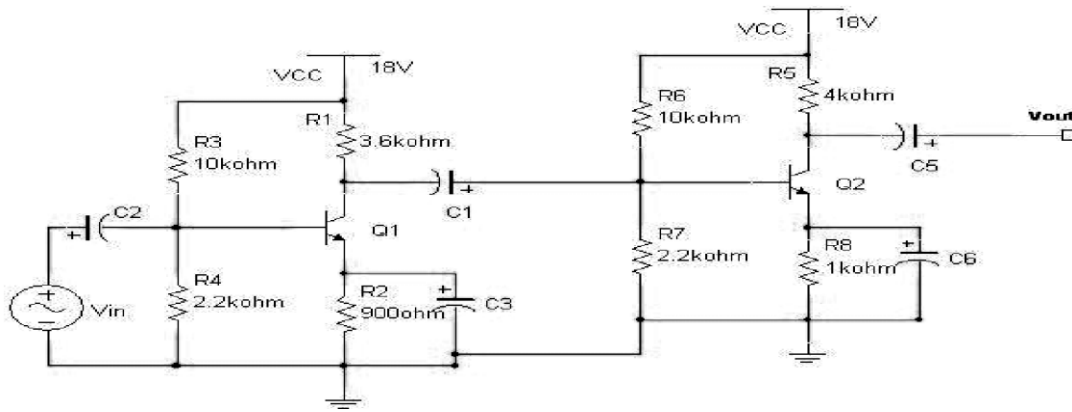 VCC 18V
R3
10kohm
R1
3.6kohm
C2
C1
Q1
R4
2.2kohm
R2
900ohm
C3
Vin
VCC 18V
R6
10kohm
R5
4kohm
Vout
C5
Q2
R7
2.2kohm
R8
1kohm
C6